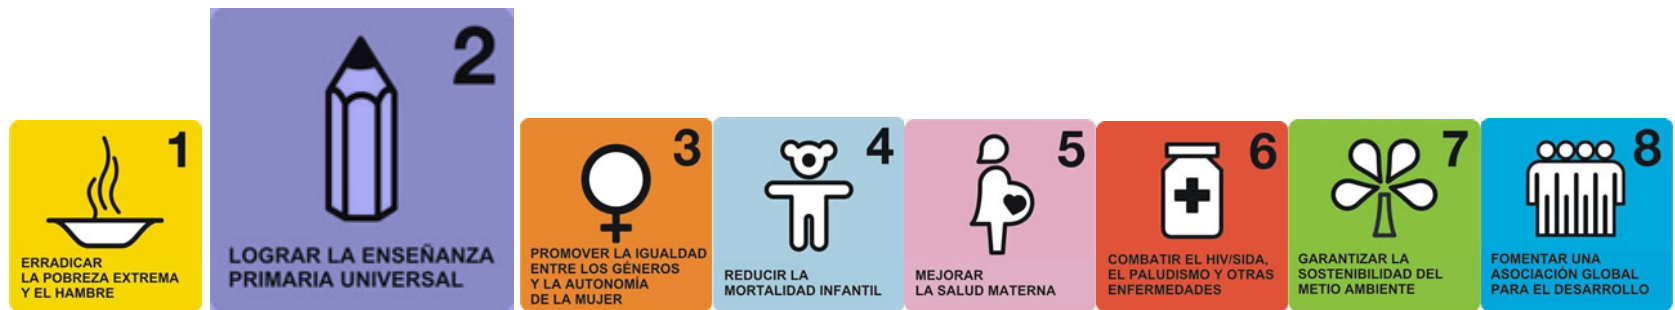 1
ERRADICAR
LA POBREZA EXTREMA
Y EL HAMBRE
2
LOGRAR LA ENSEÑANZA
PRIMARIA UNIVERSAL
3
PROMOVER LA IGUALDAD
ENTRE LOS GÉNEROS
Y LA AUTONOMÍA
DE LA MUJER
4
REDUCIR LA
MORTALIDAD INFANTIL
5
MEJORAR
LA SALUD MATERNA
6
COMBATIR EL HIV/SIDA,
EL PALUDISMO Y OTRAS
ENFERMEDADES
7
GARANTIZAR LA
SOSTENIBILIDAD DEL
METIO AMBIENTE
8
FOMENTAR UNA
ASOCIACIÓN GLOBAL
PARA EL DESARROLLO